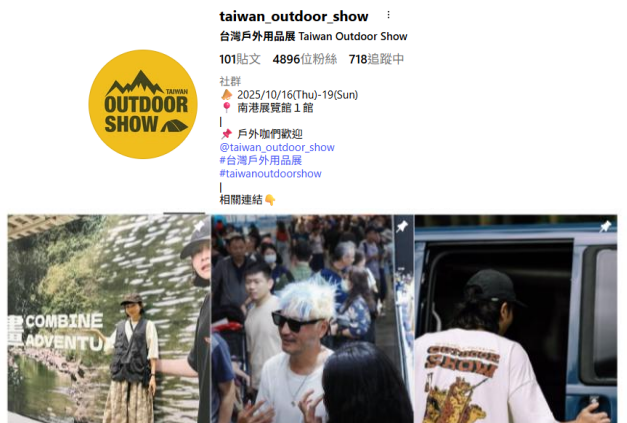 taiwan_outdoor_show
台灣戶外用品展 Taiwan Outdoor Show
101貼文 4896位粉絲 718追蹤中
社群
2025/10/16(Thu)-19(Sun)
南港展覽館1館
|
戶外咖們歡迎
@taiwan_outdoor_show
#台灣戶外用品展
#taiwanoutdoorshow
|
相關連結
TAIWAN
OUTDOOR
SHOW
COMBINE
ADVENTU
OUTDOOR
SHOW